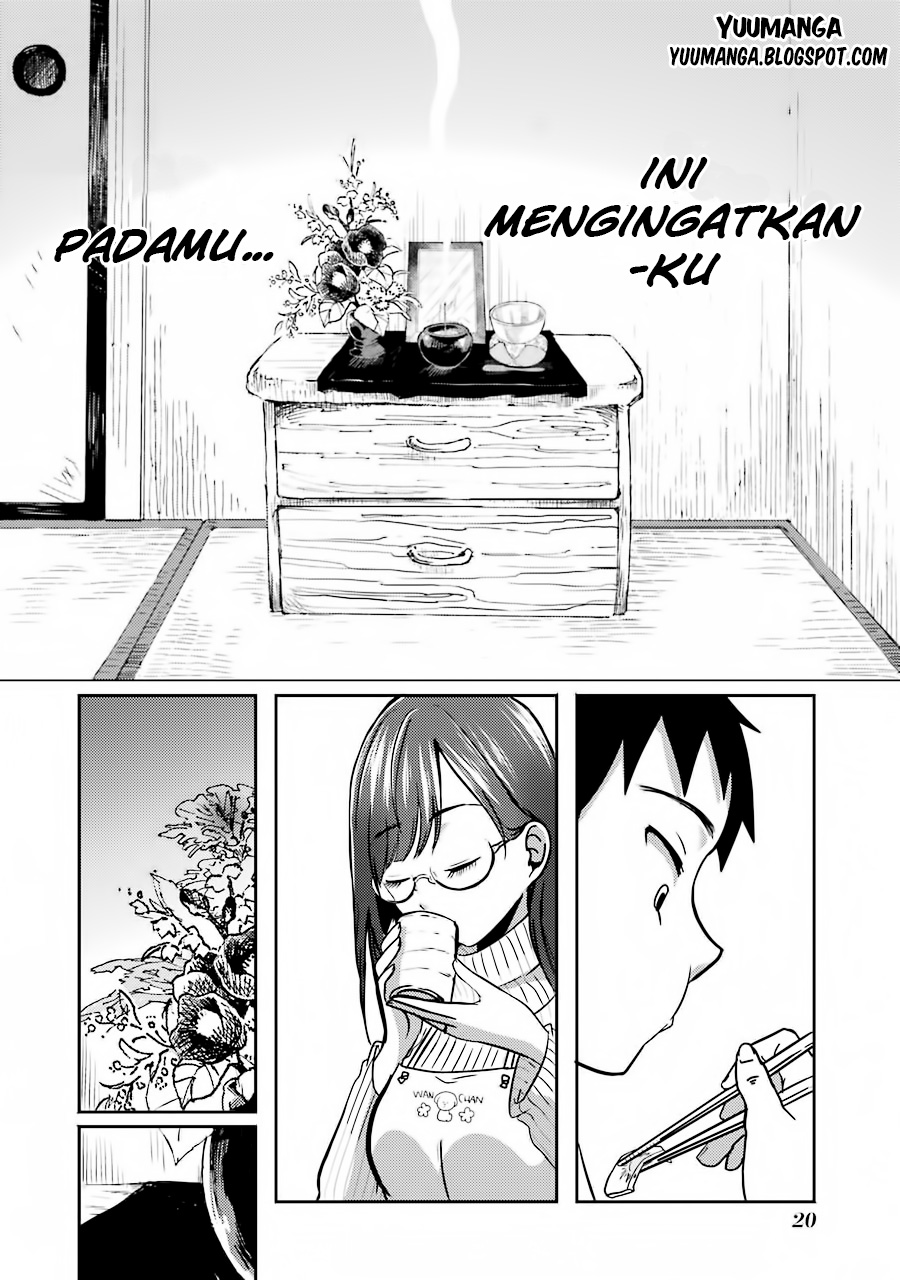 YUUMANGA
YUUMANGA.BLOGSPOT.COM
INI
MENGINGATKAN
-KU
PADAMU...
WAN CHAN
20